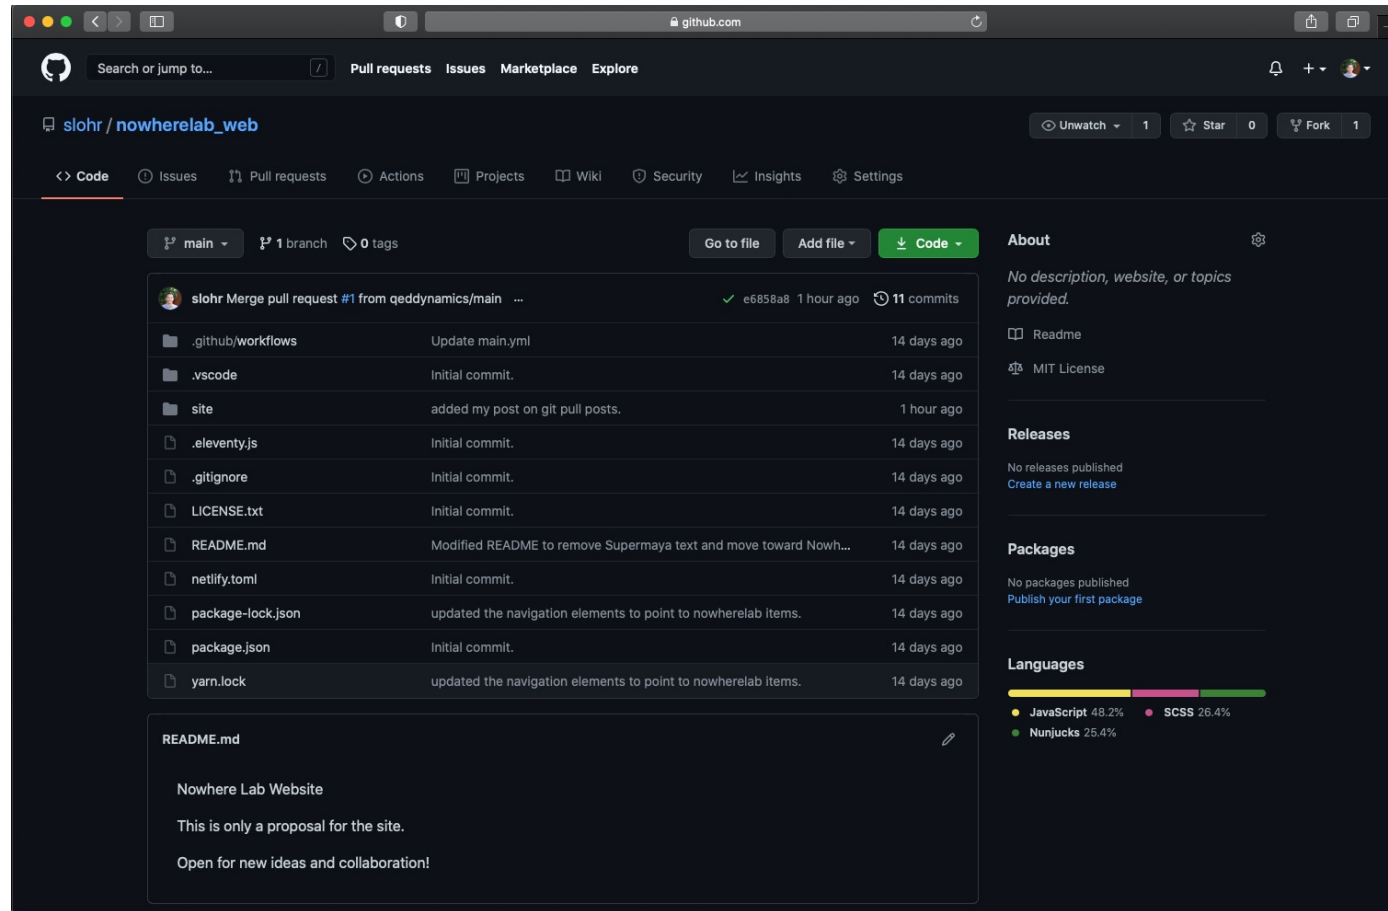 github.com
Search or jump to... / Pull requests Issues Marketplace Explore
slohr / nowherelab_web Unwatch 1 Star 0 Fork 1
<> Code Issues Pull requests Actions Projects Wiki Security Insights Settings
main 1 branch 0 tags Go to file Add file Code
slohr Merge pull request #1 from qeddynamics/main ... e6858a8 1 hour ago 11 commits
.github/workflows Update main.yml 14 days ago
.vscode Initial commit. 14 days ago
site added my post on git pull posts. 1 hour ago
.eleventy.js Initial commit. 14 days ago
.gitignore Initial commit. 14 days ago
LICENSE.txt Initial commit. 14 days ago
README.md Modified README to remove Supermaya text and move toward Nowh... 14 days ago
netlify.toml Initial commit. 14 days ago
package-lock.json updated the navigation elements to point to nowherelab items. 14 days ago
package.json Initial commit. 14 days ago
yarn.lock updated the navigation elements to point to nowherelab items. 14 days ago
README.md
Nowhere Lab Website
This is only a proposal for the site.
Open for new ideas and collaboration!
About
No description, website, or topics
provided.
Readme
MIT License
Releases
No releases published
Create a new release
Packages
No packages published
Publish your first package
Languages
JavaScript 48.2% SCSS 26.4%
Nunjucks 25.4%